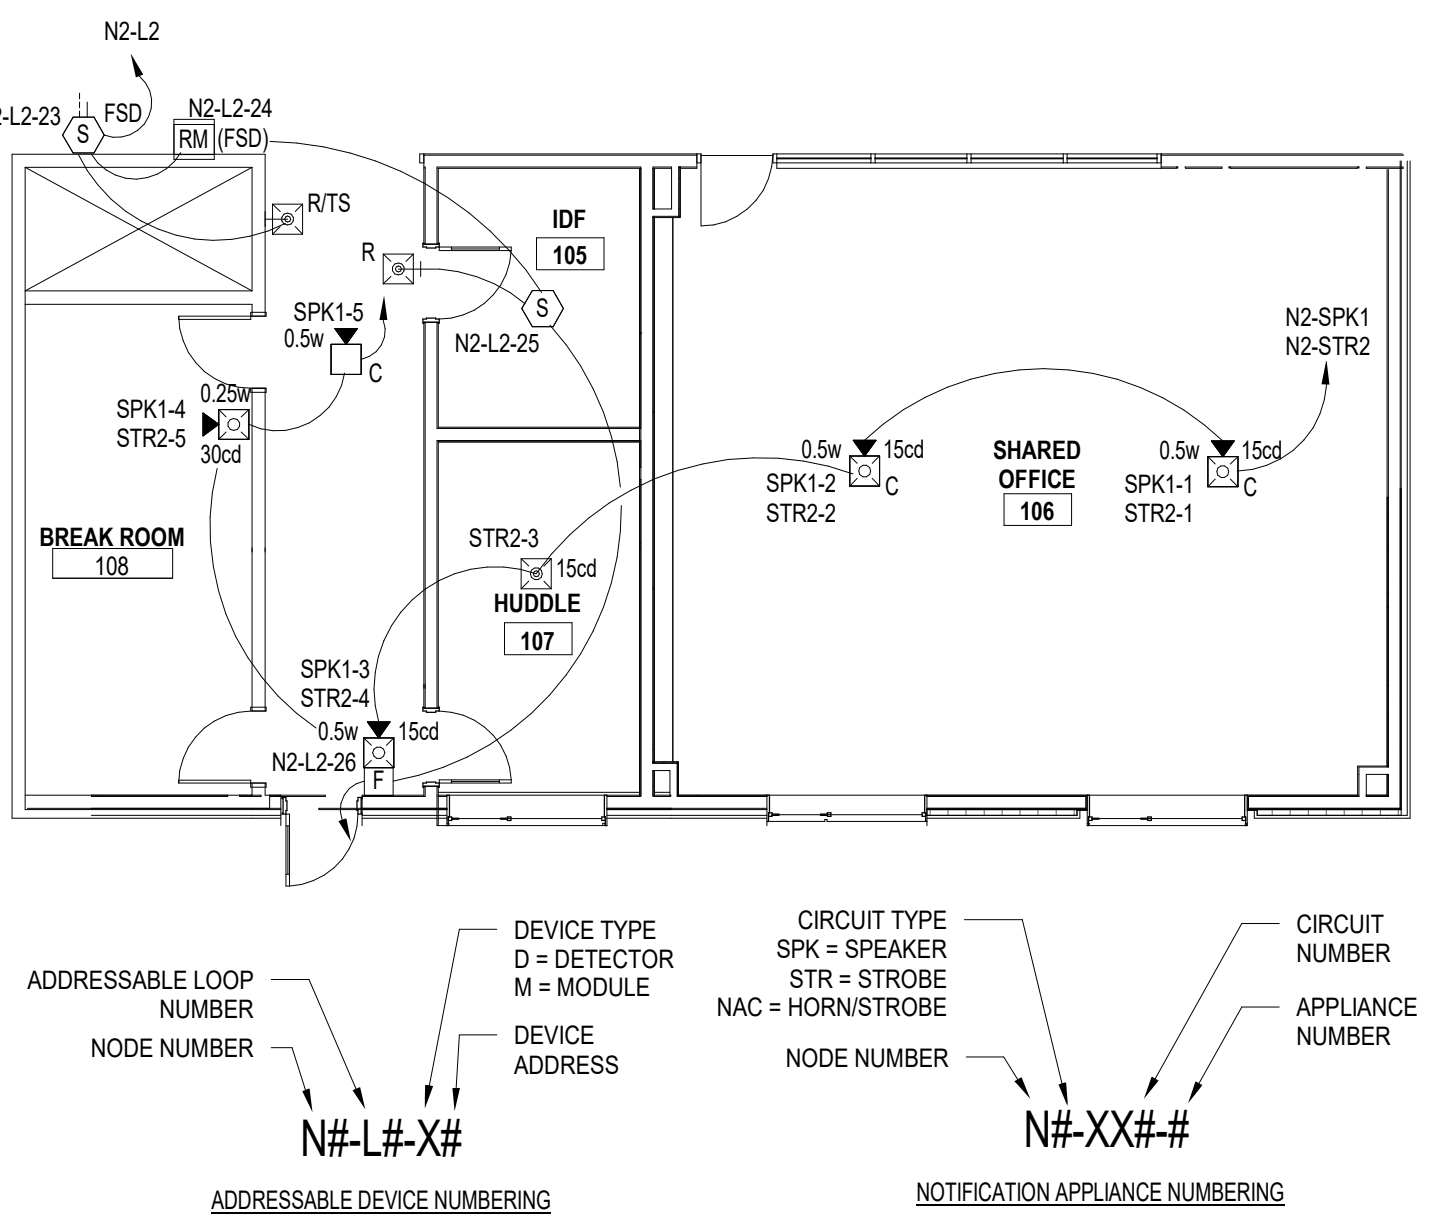 N2-L2
-L2-23
FSD
S
N2-L2-24
RM (FSD)
R/TS
R
IDF
105
S
N2-L2-25
SPK1-5
0.5w
C
0.25w
SPK1-4
STR2-5
30cd
BREAK ROOM
108
N2-SPK1
N2-STR2
0.5w
15cd
SPK1-2
STR2-2
C
SHARED
OFFICE
106
0.5w
15cd
SPK1-1
STR2-1
C
STR2-3
15cd
HUDDLE
107
SPK1-3
STR2-4
0.5w
15cd
N2-L2-26
F
ADDRESSABLE LOOP
NUMBER
NODE NUMBER
DEVICE TYPE
D = DETECTOR
M = MODULE
DEVICE
ADDRESS
N#-L#-X#
ADDRESSABLE DEVICE NUMBERING
CIRCUIT TYPE
SPK = SPEAKER
STR = STROBE
NAC = HORN/STROBE
NODE NUMBER
CIRCUIT
NUMBER
APPLIANCE
NUMBER
N#-XX#-#
NOTIFICATION APPLIANCE NUMBERING